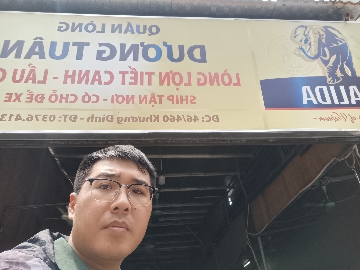 QUÁN LÒNG
DƯƠNG TUẤN
LÒNG LỢN TIẾT CANH - LẨU
SHIP TẬN NƠI - CÓ CHỖ ĐỂ XE
ĐC: 46/460 Khương Đình - ĐT: 0376.413
ALIDA